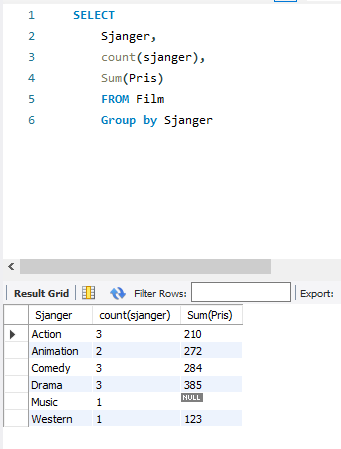 1 SELECT
2 Sjanger,
3 count(sjanger),
4 Sum(Pris)
5 FROM Film
6 Group by Sjanger
Result Grid Filter Rows: Export:
Sjanger count(sjanger) Sum(Pris)
Action 3 210
Animation 2 272
Comedy 3 284
Drama 3 385
Music 1 NULL
Western 1 123